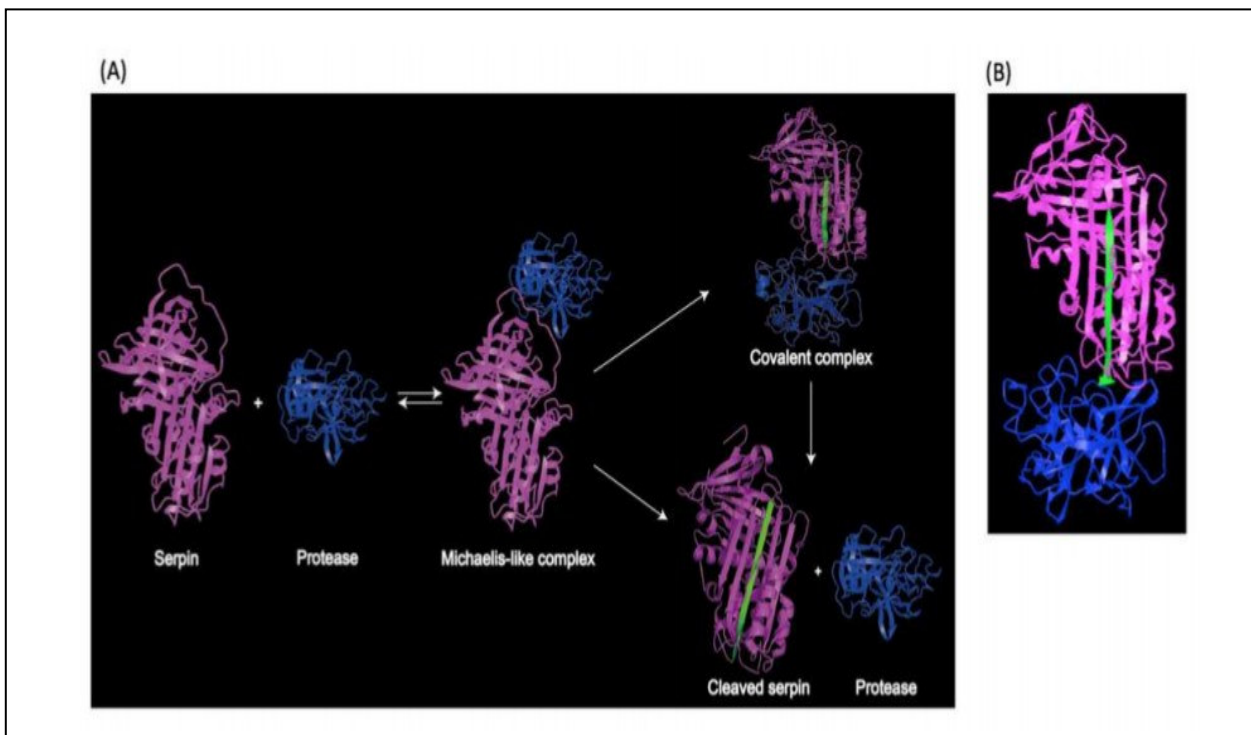 (A)
(B)
Covalent complex
+
Serpin
Protease
Michaelis-like complex
+
Cleaved serpin
Protease